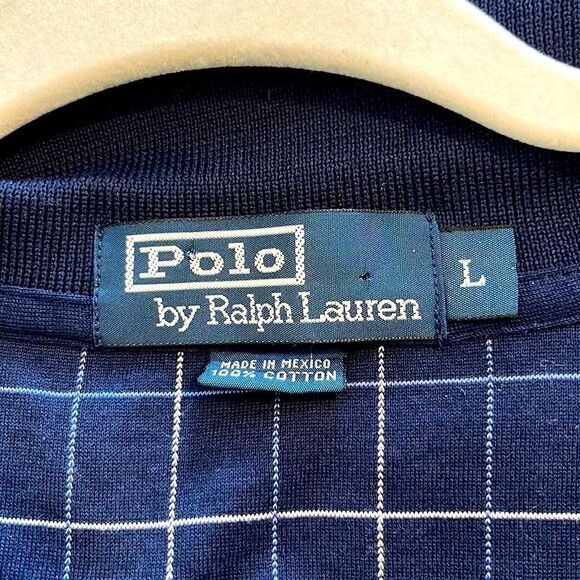 Polo
by Ralph Lauren
L
MADE IN MEXICO
100% COTTON